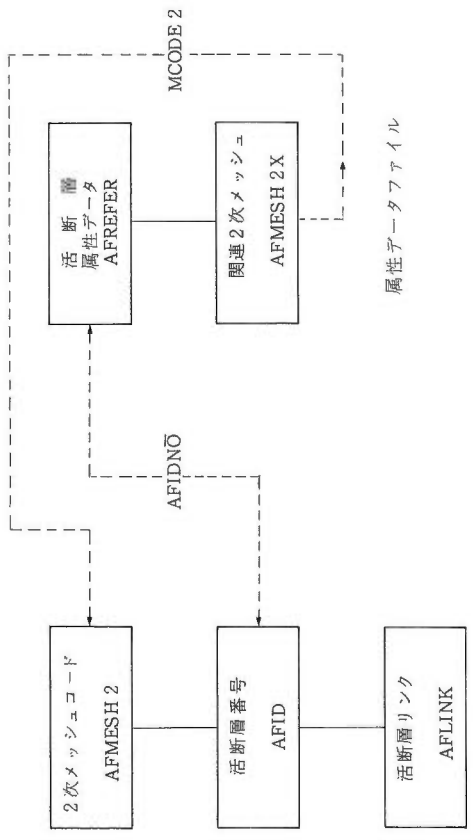 MCODE 2
活断層
属性データ
AFREFER
関連2次メッシュ
AFMESH 2X
属性データファイル
AFIDNŌ
2次メッシュコード
AFMESH 2
活断層番号
AFID
活断層リンク
AFLINK